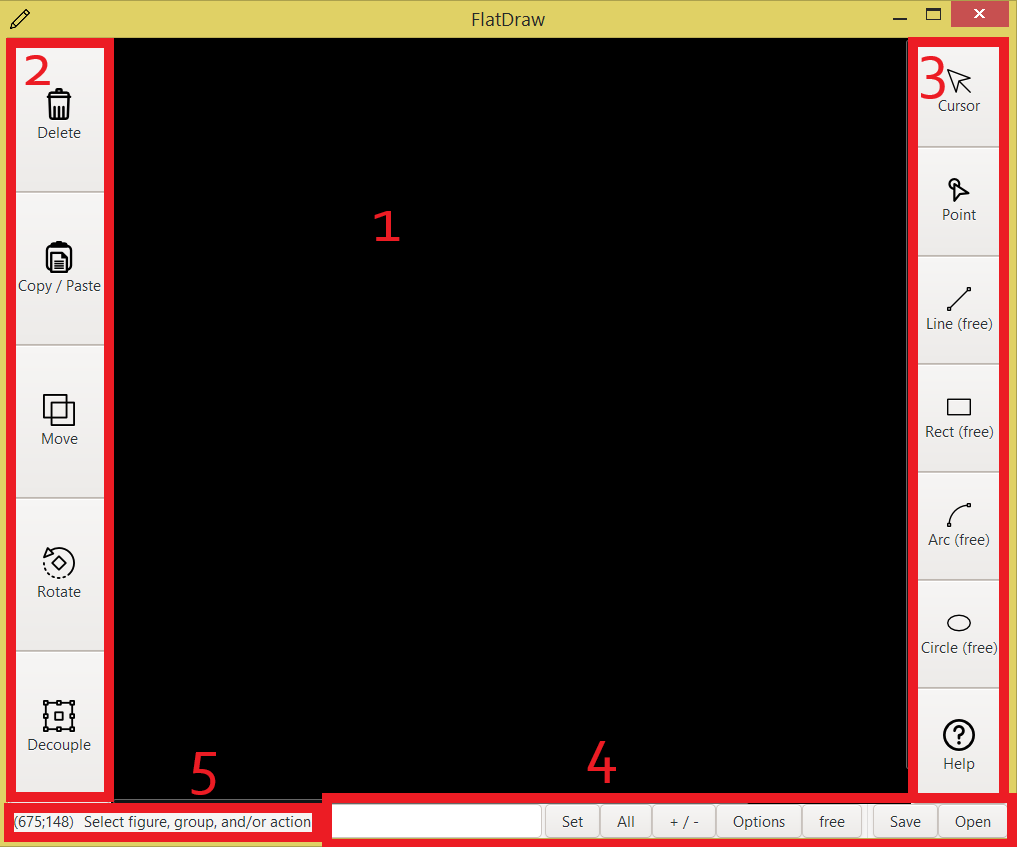 FlatDraw
2
Delete
Copy / Paste
Move
Rotate
Decouple
1
3
Cursor
Point
Line (free)
Rect (free)
Arc (free)
Circle (free)
Help
5
4
(675;148) Select figure, group, and/or action
Set All + / - Options free Save Open